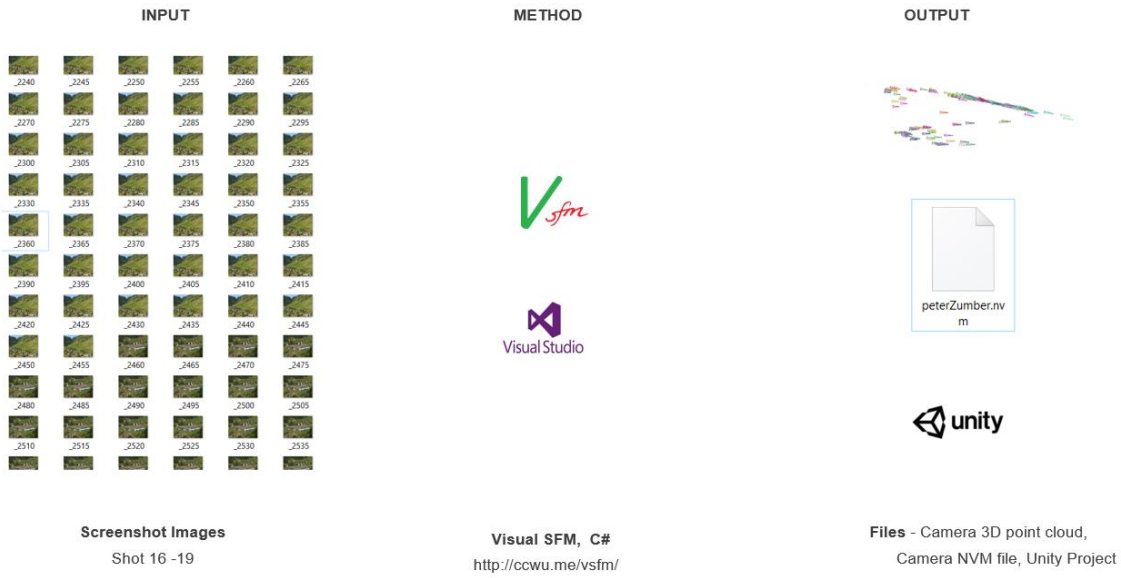 INPUT
METHOD
OUTPUT
_2240 _2245 _2250 _2255 _2260 _2265
_2270 _2275 _2280 _2285 _2290 _2295
_2300 _2305 _2310 _2315 _2320 _2325
_2330 _2335 _2340 _2345 _2350 _2355
_2360 _2365 _2370 _2375 _2380 _2385
_2390 _2395 _2400 _2405 _2410 _2415
_2420 _2425 _2430 _2435 _2440 _2445
_2450 _2455 _2460 _2465 _2470 _2475
_2480 _2485 _2490 _2495 _2500 _2505
_2510 _2515 _2520 _2525 _2530 _2535
Screenshot Images
Shot 16 -19
Vsfm
Visual Studio
Visual SFM, C#
http://ccwu.me/vsfm/
peterZumber.nv
m
unity
Files - Camera 3D point cloud,
Camera NVM file, Unity Project